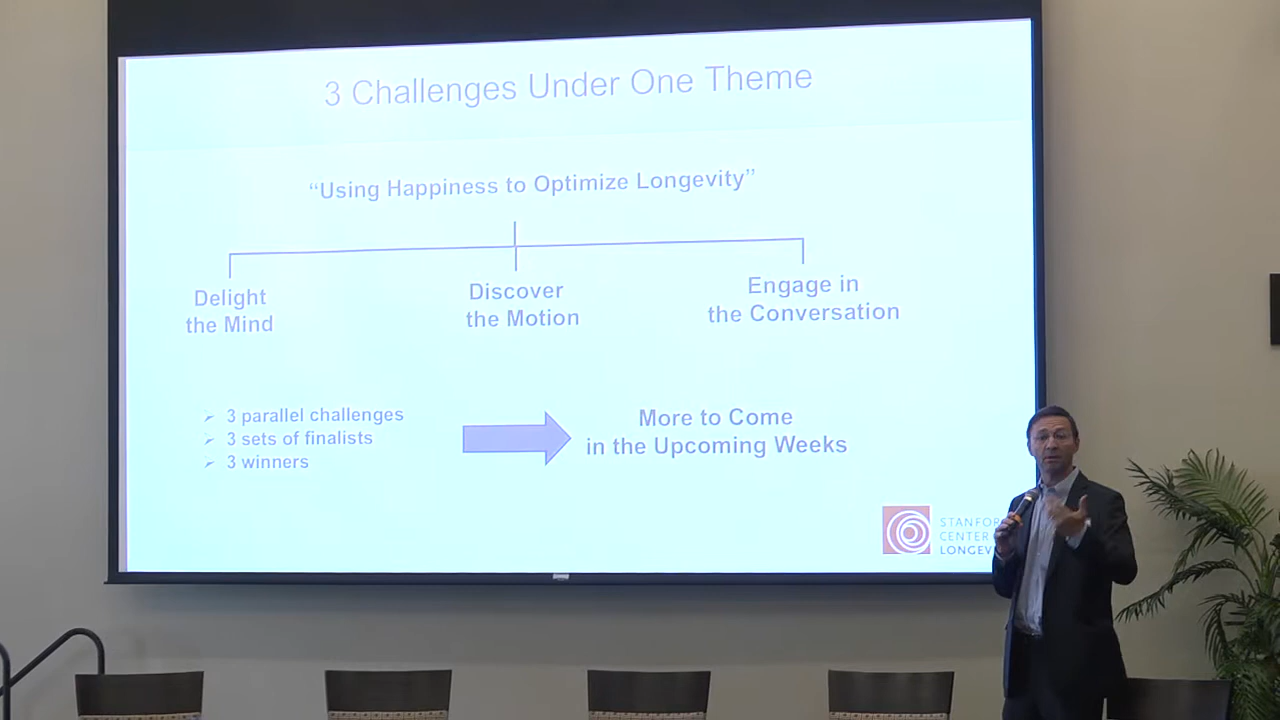 3 Challenges Under One Theme
“Using Happiness to Optimize Longevity”
Delight
the Mind
Discover
the Motion
Engage in
the Conversation
3 parallel challenges
3 sets of finalists
3 winners
More to Come
in the Upcoming Weeks
CENTER